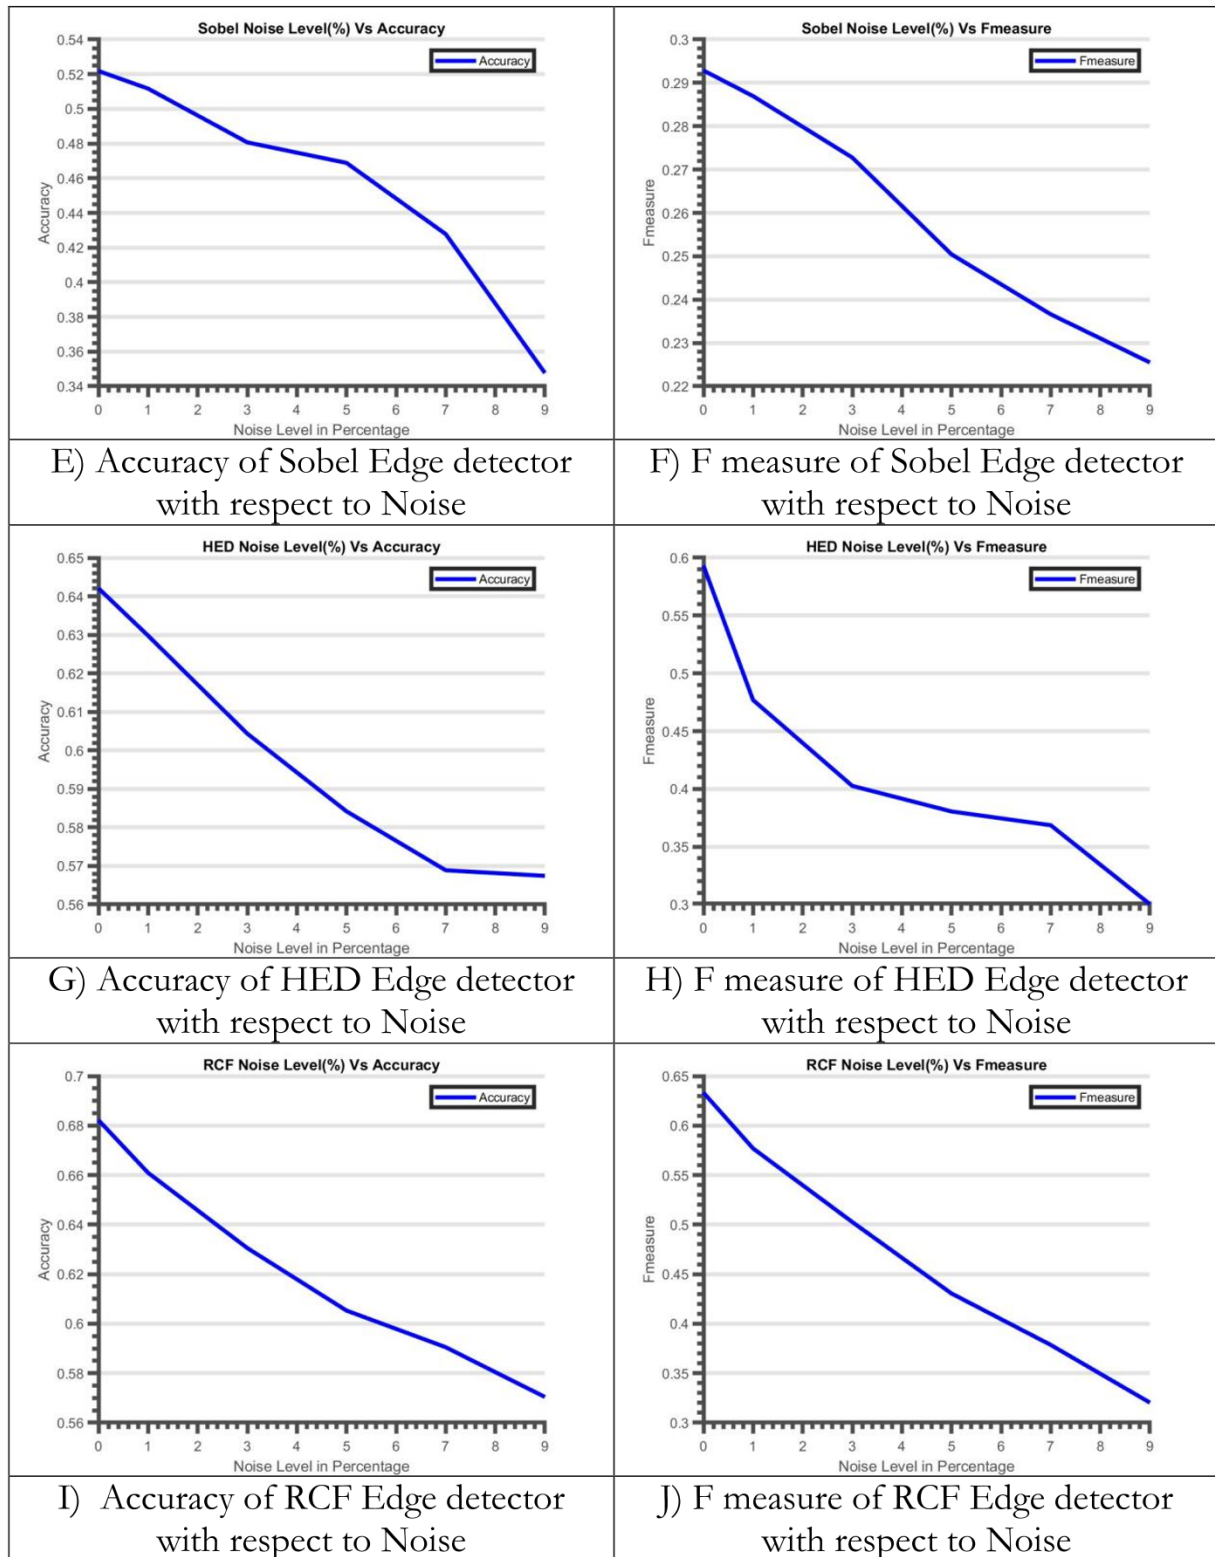 Sobel Noise Level(%) Vs Accuracy
Accuracy
0.54
0.52
0.5
0.48
0.46
0.44
0.42
0.4
0.38
0.36
0.34
Accuracy
0 1 2 3 4 5 6 7 8 9
Noise Level in Percentage
Sobel Noise Level(%) Vs Fmeasure
Fmeasure
0.3
0.29
0.28
0.27
0.26
0.25
0.24
0.23
0.22
Fmeasure
0 1 2 3 4 5 6 7 8 9
Noise Level in Percentage
E) Accuracy of Sobel Edge detector
with respect to Noise
F) F measure of Sobel Edge detector
with respect to Noise
HED Noise Level(%) Vs Accuracy
Accuracy
0.65
0.64
0.63
0.62
0.61
0.6
0.59
0.58
0.57
0.56
Accuracy
0 1 2 3 4 5 6 7 8 9
Noise Level in Percentage
HED Noise Level(%) Vs Fmeasure
Fmeasure
0.6
0.55
0.5
0.45
0.4
0.35
0.3
Fmeasure
0 1 2 3 4 5 6 7 8 9
Noise Level in Percentage
G) Accuracy of HED Edge detector
with respect to Noise
H) F measure of HED Edge detector
with respect to Noise
RCF Noise Level(%) Vs Accuracy
Accuracy
0.7
0.68
0.66
0.64
0.62
0.6
0.58
0.56
Accuracy
0 1 2 3 4 5 6 7 8 9
Noise Level in Percentage
RCF Noise Level(%) Vs Fmeasure
Fmeasure
0.65
0.6
0.55
0.5
0.45
0.4
0.35
0.3
Fmeasure
0 1 2 3 4 5 6 7 8 9
Noise Level in Percentage
I) Accuracy of RCF Edge detector
with respect to Noise
J) F measure of RCF Edge detector
with respect to Noise